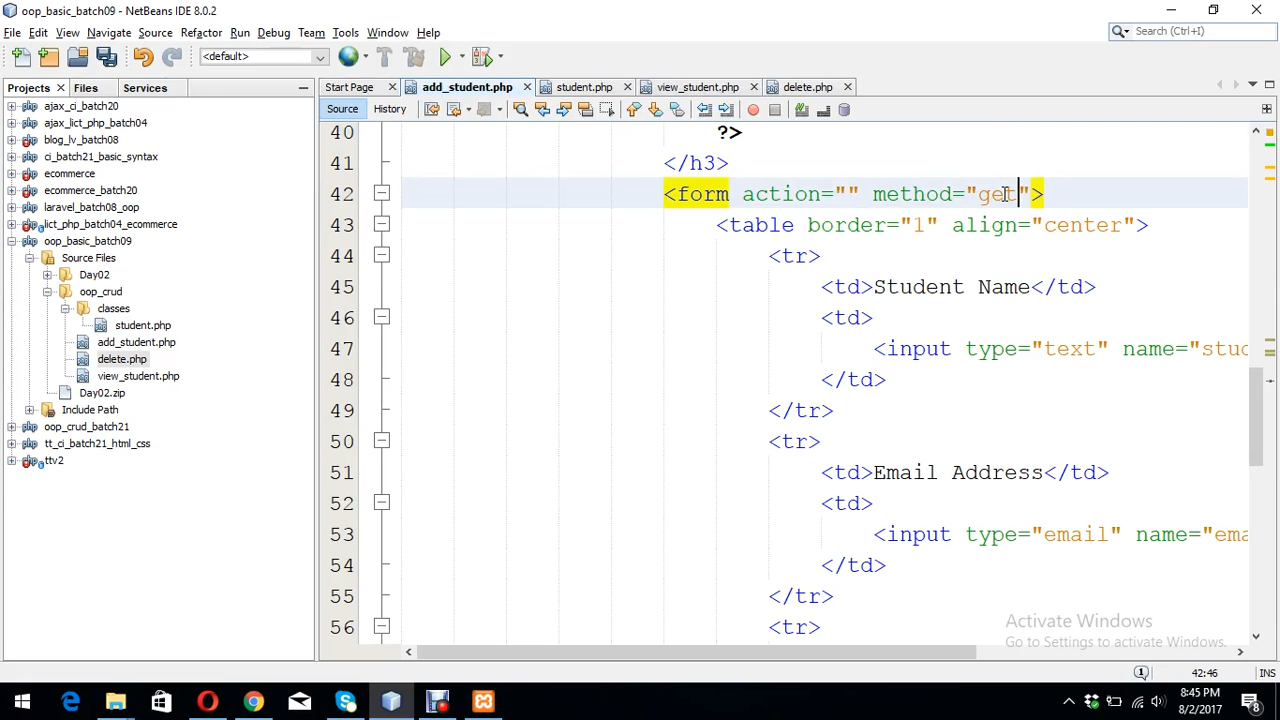 oop_basic_batch09 - NetBeans IDE 8.0.2
File Edit View Navigate Source Refactor Run Debug Team Tools Window Help
Search (Ctrl+I)
<default>
Projects Files Services
Start Page add_student.php student.php view_student.php delete.php
Source History
ajax_ci_batch20
ajax_lict_php_batch04
blog_lv_batch08
ci_batch21_basic_syntax
ecommerce
ecommerce_batch20
laravel_batch08_oop
lict_php_batch04_ecommerce
oop_basic_batch09
Source Files
Day02
oop_crud
classes
student.php
add_student.php
delete.php
view_student.php
Day02.zip
Include Path
oop_crud_batch21
tt_ci_batch21_html_css
ttv2
40 ?>
41 </h3>
42 <form action="" method="get">
43 <table border="1" align="center">
44 <tr>
45 <td>Student Name</td>
46 <td>
47 <input type="text" name="stud
48 </td>
49 </tr>
50 <tr>
51 <td>Email Address</td>
52 <td>
53 <input type="email" name="ema
54 </td>
55 </tr>
56 <tr>
Activate Windows
Go to Settings to activate Windows.
1 42:46 INS
8:45 PM
8/2/2017
8